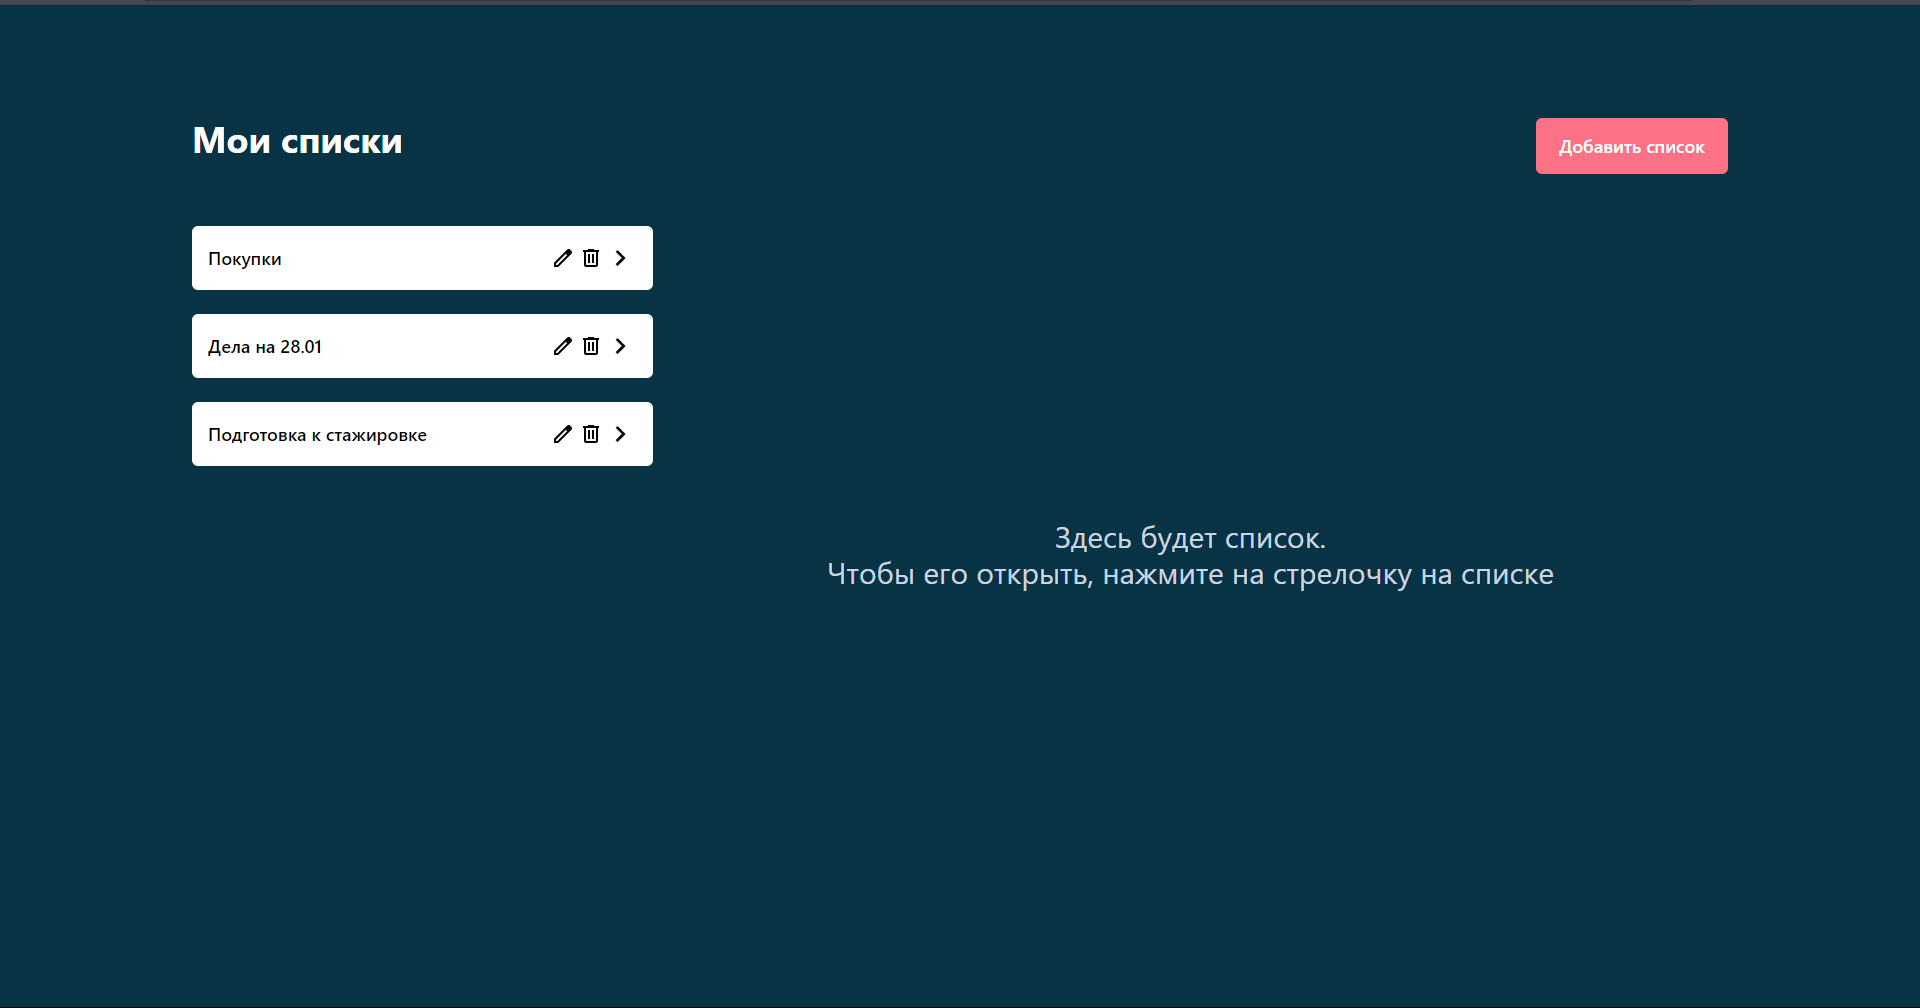 Мои списки
Добавить список
Покупки
Дела на 28.01
Подготовка к стажировке
Здесь будет список.
Чтобы его открыть, нажмите на стрелочку на списке